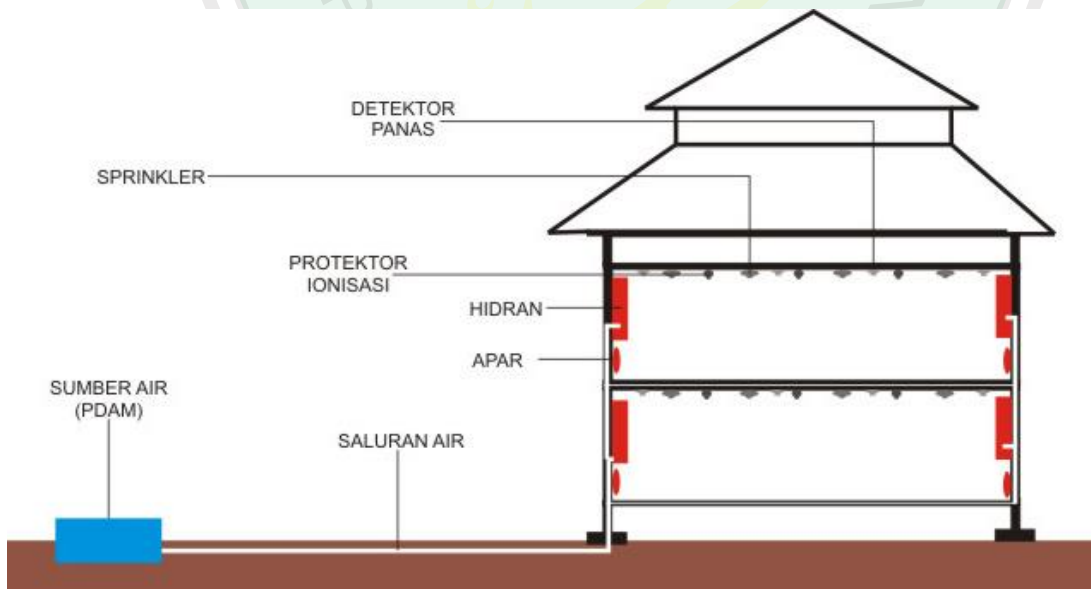 DETEKTOR
PANAS
SPRINKLER
PROTEKTOR
IONISASI
HIDRAN
APAR
SUMBER AIR
(PDAM)
SALURAN AIR